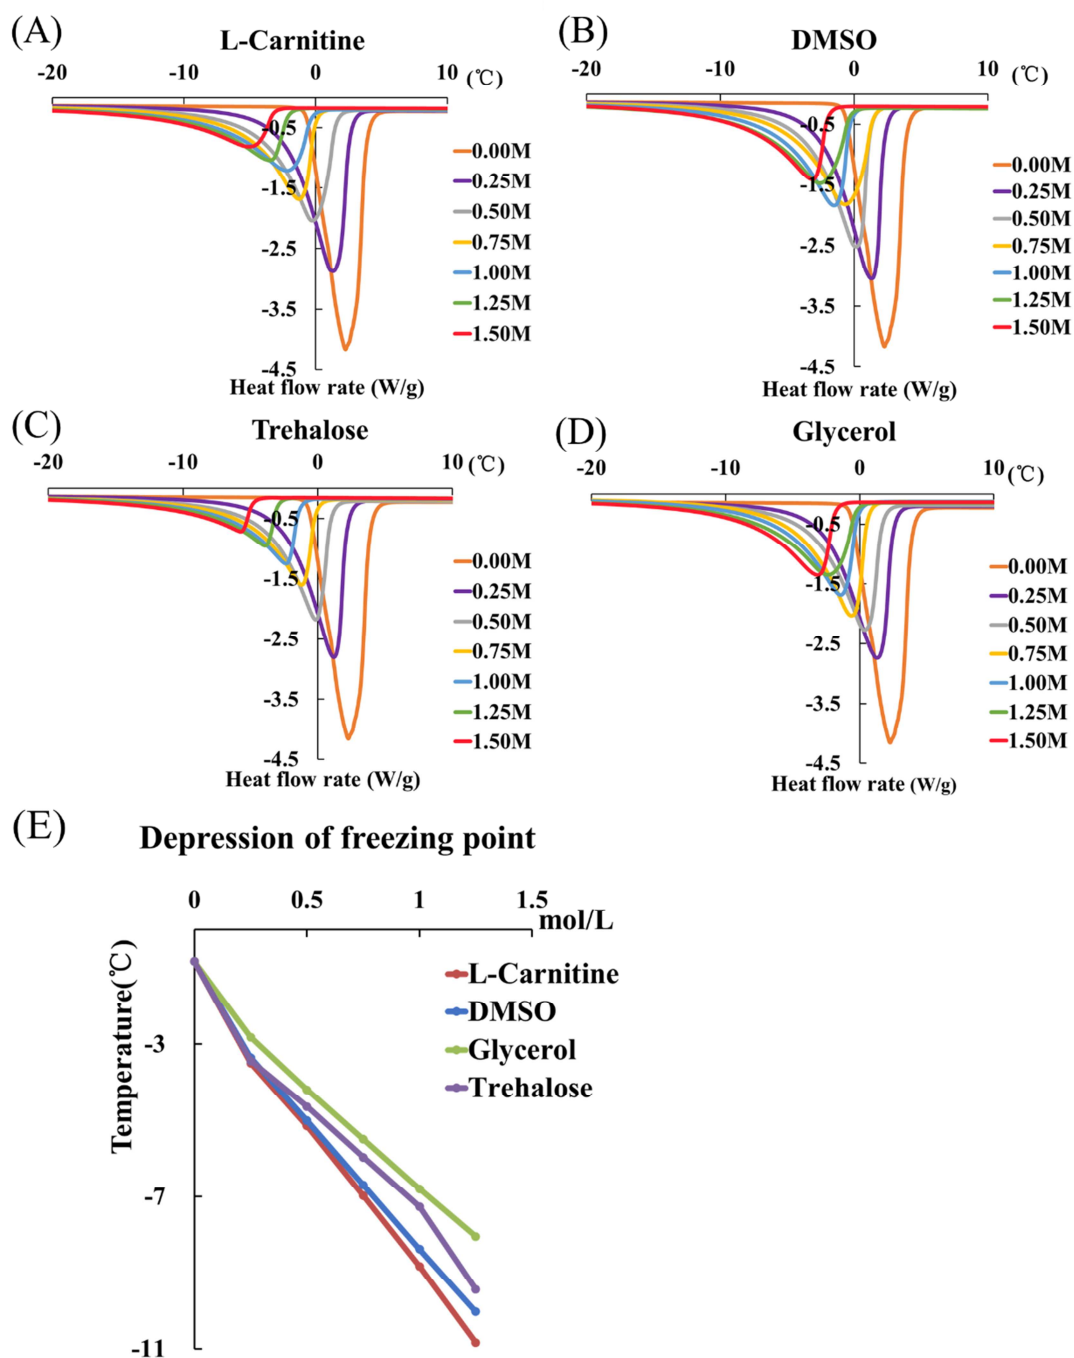 (A)
L-Carnitine
-20 -10 0 10 (℃)
-0.5
-1.5
-2.5
-3.5
-4.5
0.00M
0.25M
0.50M
0.75M
1.00M
1.25M
1.50M
Heat flow rate (W/g)
(B)
DMSO
-20 -10 0 10 (℃)
-0.5
-1.5
-2.5
-3.5
-4.5
0.00M
0.25M
0.50M
0.75M
1.00M
1.25M
1.50M
Heat flow rate (W/g)
(C)
Trehalose
-20 -10 0 10 (℃)
-0.5
-1.5
-2.5
-3.5
-4.5
0.00M
0.25M
0.50M
0.75M
1.00M
1.25M
1.50M
Heat flow rate (W/g)
(D)
Glycerol
-20 -10 0 10 (℃)
-0.5
-1.5
-2.5
-3.5
-4.5
0.00M
0.25M
0.50M
0.75M
1.00M
1.25M
1.50M
Heat flow rate (W/g)
(E)
Depression of freezing point
0 0.5 1 1.5
mol/L
Temperature(℃)
-3
-7
-11
L-Carnitine
DMSO
Glycerol
Trehalose